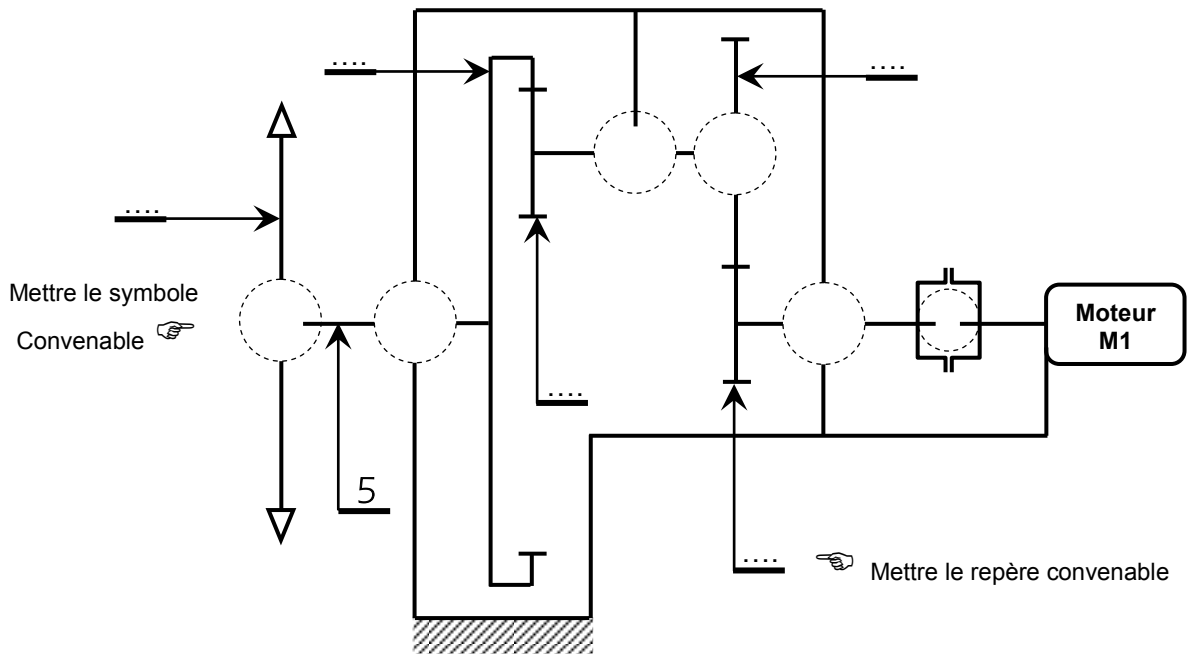 ....
....
....
Mettre le symbole
Convenable
Moteur
M1
....
5
....
Mettre le repère convenable